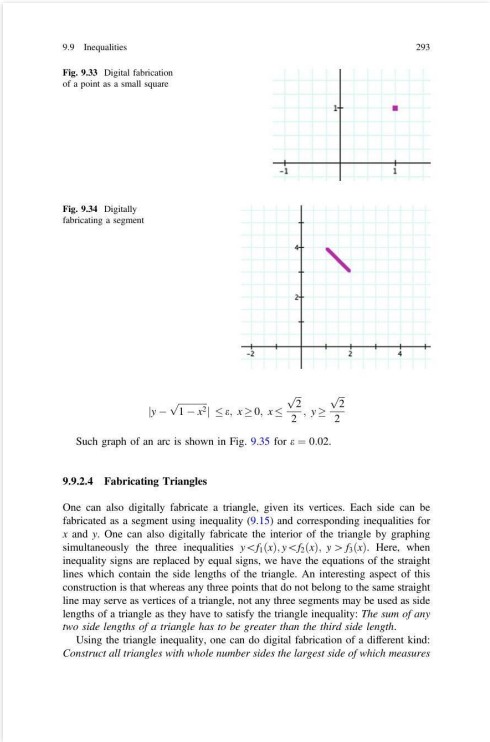 9.9 Inequalities 293
Fig. 9.33 Digital fabrication
of a point as a small square
1
-1 1
Fig. 9.34 Digitally
fabricating a segment
4
2
-2 2 4
|y − √(1 − x²)| ≤ ε, x ≥ 0, x ≤ √2/2, y ≥ √2/2
Such graph of an arc is shown in Fig. 9.35 for ε = 0.02.
9.9.2.4 Fabricating Triangles
One can also digitally fabricate a triangle, given its vertices. Each side can be
fabricated as a segment using inequality (9.15) and corresponding inequalities for
x and y. One can also digitally fabricate the interior of the triangle by graphing
simultaneously the three inequalities y<f₁(x), y<f₂(x), y > f₃(x). Here, when
inequality signs are replaced by equal signs, we have the equations of the straight
lines which contain the side lengths of the triangle. An interesting aspect of this
construction is that whereas any three points that do not belong to the same straight
line may serve as vertices of a triangle, not any three segments may be used as side
lengths of a triangle as they have to satisfy the triangle inequality: The sum of any
two side lengths of a triangle has to be greater than the third side length.
Using the triangle inequality, one can do digital fabrication of a different kind:
Construct all triangles with whole number sides the largest side of which measures